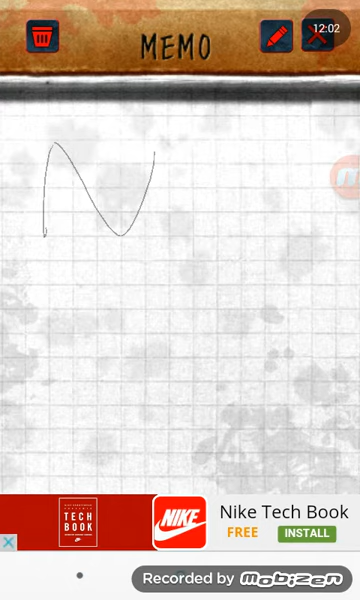 12:02
MEMO
N
TECH
BOOK
NIKE
Nike Tech Book
FREE
INSTALL
Recorded by mobizen